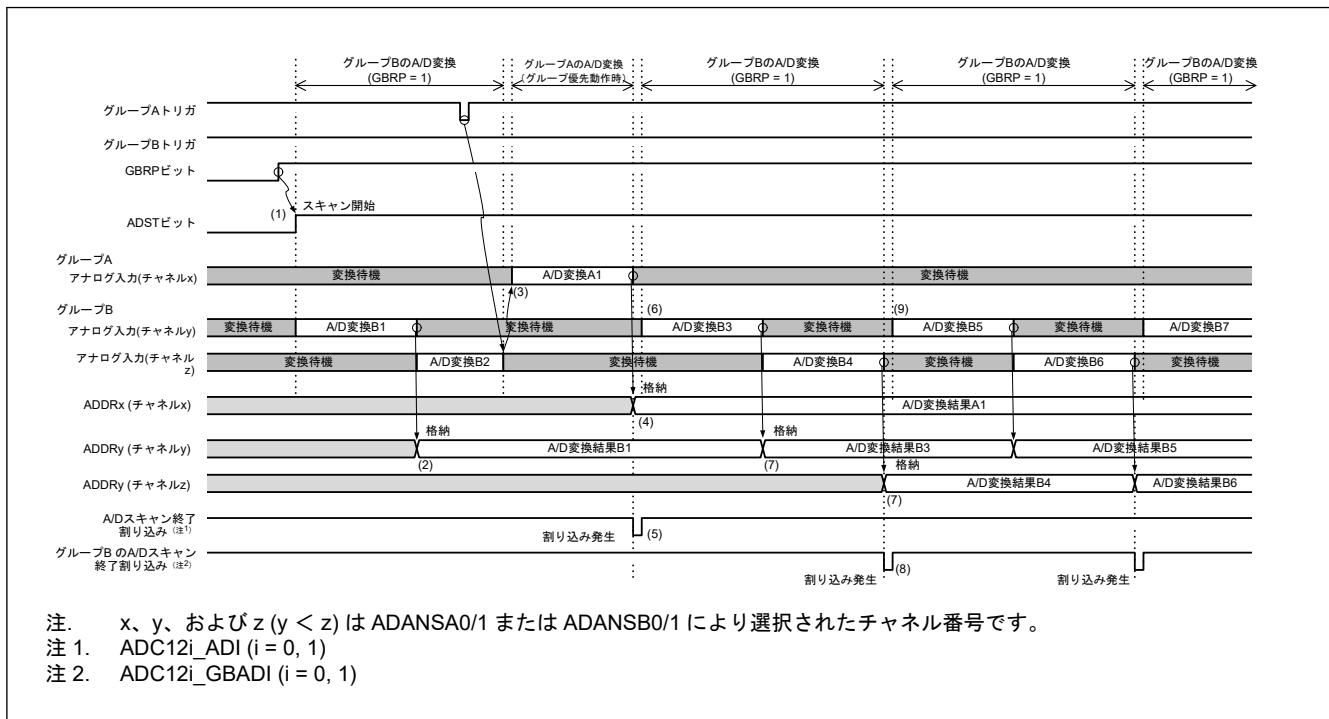 グループBのA/D変換
(GBRP = 1)
グループAのA/D変換
(グループ優先動作時)
グループBのA/D変換
(GBRP = 1)
グループBのA/D変換
(GBRP = 1)
グループBのA/D変換
(GBRP = 1)
グループAトリガ
グループBトリガ
GBRPビット
(1)
スキャン開始
ADSTビット
グループA
アナログ入力(チャネルx)
変換待機
A/D変換A1
変換待機
(3)
グループB
(6)
(9)
アナログ入力(チャネルy)
変換待機
A/D変換B1
変換待機
A/D変換B3
変換待機
A/D変換B5
変換待機
A/D変換B7
アナログ入力(チャネル
z)
変換待機
A/D変換B2
変換待機
A/D変換B4
変換待機
A/D変換B6
変換待機
格納
ADDRx (チャネルx)
A/D変換結果A1
(4)
格納
格納
ADDRy (チャネルy)
A/D変換結果B1
A/D変換結果B3
A/D変換結果B5
(2)
(7)
格納
ADDRy (チャネルz)
A/D変換結果B4
A/D変換結果B6
(7)
A/Dスキャン終了
割り込み (注1)
割り込み発生
(5)
グループB のA/Dスキャン
終了割り込み (注2)
(8)
割り込み発生
割り込み発生
注. x、y、および z (y < z) は ADANSA0/1 または ADANSB0/1 により選択されたチャネル番号です。
注 1. ADC12i_ADI (i = 0, 1)
注 2. ADC12i_GBADI (i = 0, 1)